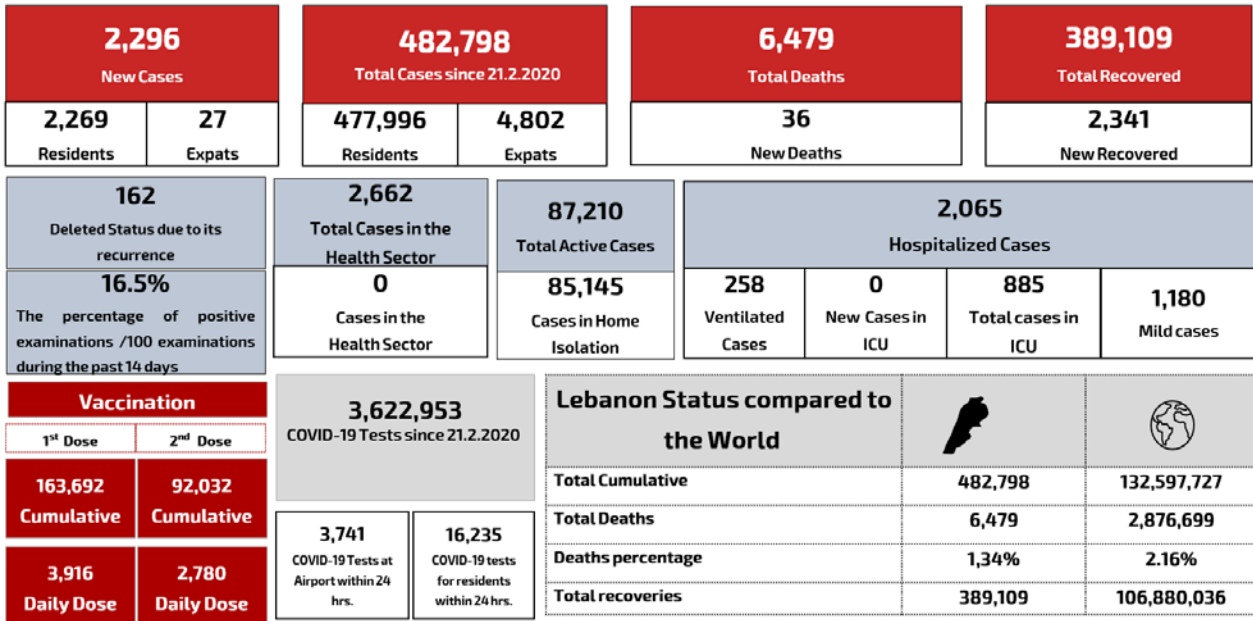 2,296
New Cases
2,269
Residents
27
Expats
482,798
Total Cases since 21.2.2020
477,996
Residents
4,802
Expats
6,479
Total Deaths
36
New Deaths
389,109
Total Recovered
2,341
New Recovered
162
Deleted Status due to its
recurrence
16.5%
The percentage of positive
examinations /100 examinations
during the past 14 days
2,662
Total Cases in the
Health Sector
0
Cases in the
Health Sector
87,210
Total Active Cases
85,145
Cases in Home
Isolation
2,065
Hospitalized Cases
258
Ventilated
Cases
0
New Cases in
ICU
885
Total cases in
ICU
1,180
Mild cases
Vaccination
1st Dose
2nd Dose
163,692
Cumulative
92,032
Cumulative
3,916
Daily Dose
2,780
Daily Dose
3,622,953
COVID-19 Tests since 21.2.2020
3,741
COVID-19 Tests at
Airport within 24
hrs.
16,235
COVID-19 tests
for residents
within 24 hrs.
Lebanon Status compared to
the World
Total Cumulative 482,798 132,597,727
Total Deaths 6,479 2,876,699
Deaths percentage 1,34% 2.16%
Total recoveries 389,109 106,880,036